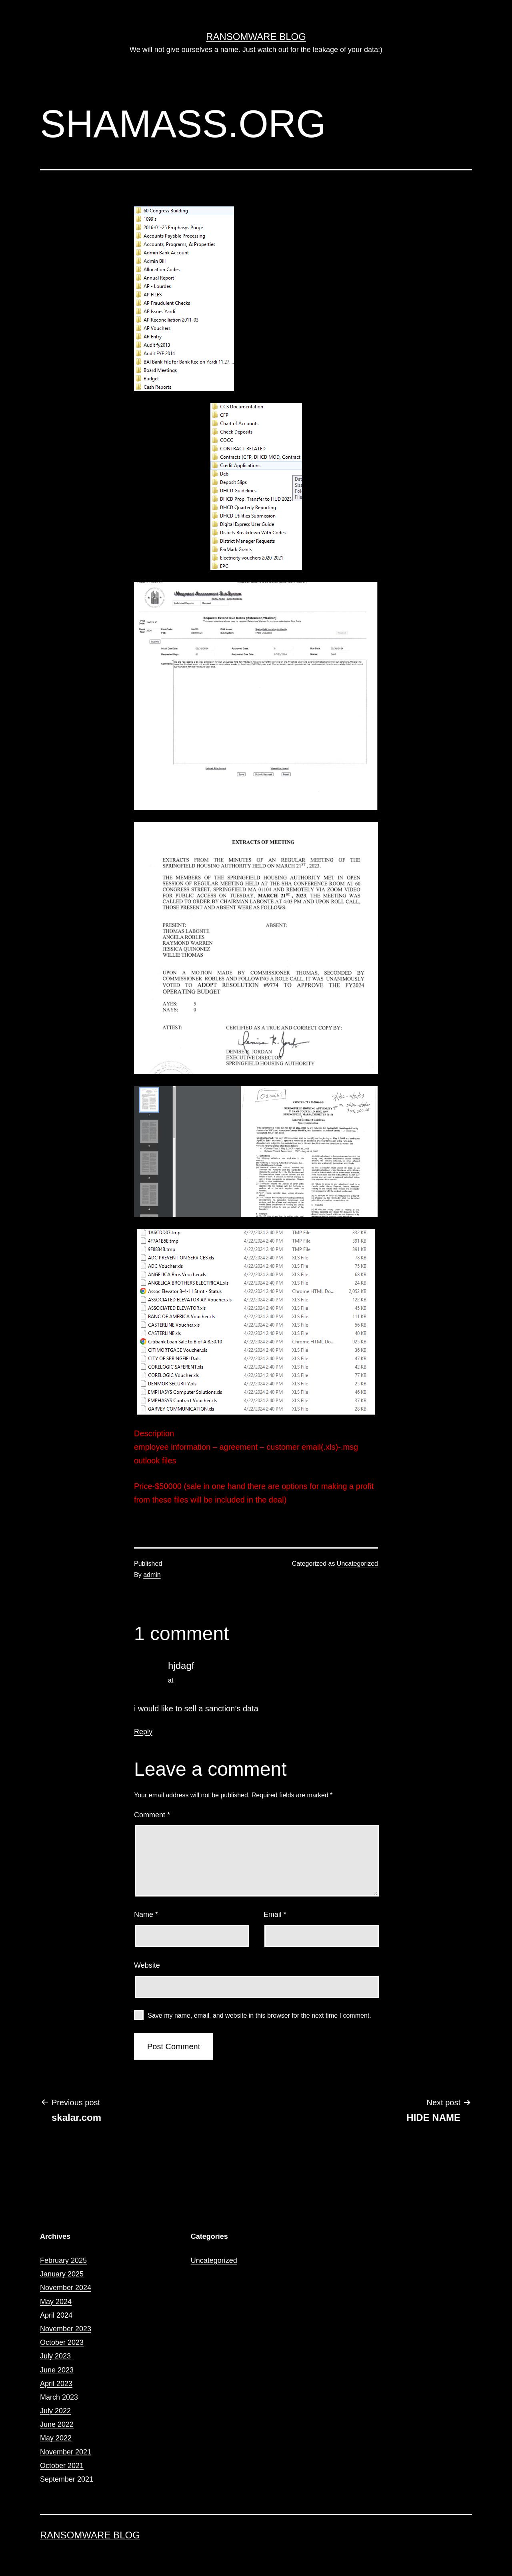 RANSOMWARE BLOG
We will not give ourselves a name. Just watch out for the leakage of your data:)
SHAMASS.ORG
60 Congress Building
1099's
2016-01-25 Emphasys Purge
Accounts Payable Processing
Accounts, Programs, & Properties
Admin Bank Account
Admin Bill
Allocation Codes
Annual Report
AP - Lourdes
AP FILES
AP Fraudulent Checks
AP Issues Yardi
AP Reconciliation 2011-03
AP Vouchers
AR Entry
Audit fy2013
Audit FYE 2014
BAI Bank File for Bank Rec on Yardi 11.27....
Board Meetings
Budget
Cash Reports
CCS Documentation
CFP
Chart of Accounts
Check Deposits
COCC
CONTRACT RELATED
Contracts (CFP, DHCD MOD, Contract
Credit Applications
Deb
Deposit Slips
DHCD Guidelines
DHCD Prop. Transfer to HUD 2023
DHCD Quarterly Reporting
DHCD Utilities Submission
Digital Express User Guide
Disticts Breakdown With Codes
District Manager Requests
EarMark Grants
Electricity vouchers 2020-2021
EPC
EXTRACTS OF MEETING
EXTRACTS FROM THE MINUTES OF AN REGULAR MEETING OF THE
SPRINGFIELD HOUSING AUTHORITY HELD ON MARCH 21ST, 2023.
THE MEMBERS OF THE SPRINGFIELD HOUSING AUTHORITY MET IN OPEN
SESSION OF REGULAR MEETING HELD AT THE SHA CONFERENCE ROOM AT 60
CONGRESS STREET, SPRINGFIELD MA 01104 AND REMOTELY VIA ZOOM VIDEO
FOR PUBLIC ACCESS ON TUESDAY, MARCH 21ST, 2023. THE MEETING WAS
CALLED TO ORDER BY CHAIRMAN LABONTE AT 4:03 PM AND UPON ROLL CALL,
THOSE PRESENT AND ABSENT WERE AS FOLLOWS:
PRESENT: ABSENT:
THOMAS LABONTE
ANGELA ROBLES
RAYMOND WARREN
JESSICA QUINONEZ
WILLIE THOMAS
UPON A MOTION MADE BY COMMISSIONER THOMAS, SECONDED BY
COMMISSIONER ROBLES AND FOLLOWING A ROLE CALL, IT WAS UNANIMOUSLY
VOTED TO ADOPT RESOLUTION #9774 TO APPROVE THE FY2024
OPERATING BUDGET
AYES: 5
NAYS: 0
ATTEST: CERTIFIED AS A TRUE AND CORRECT COPY BY:
DENISE R. JORDAN
EXECUTIVE DIRECTOR
SPRINGFIELD HOUSING AUTHORITY
1A6CDD07.tmp 4/22/2024 2:40 PM TMP File 332 KB
4F7A1B5E.tmp 4/22/2024 2:40 PM TMP File 391 KB
9F8E34B.tmp 4/22/2024 2:40 PM TMP File 391 KB
ADC PREVENTION SERVICES.xls 4/22/2024 2:40 PM XLS File 78 KB
ADC Voucher.xls 4/22/2024 2:40 PM XLS File 75 KB
ANGELICA Bros Voucher.xls 4/22/2024 2:40 PM XLS File 66 KB
ANGELICA BROTHERS ELECTRICAL.xls 4/22/2024 2:40 PM XLS File 24 KB
Assoc Elevator 3-4-11 Stmt - Status 4/22/2024 2:40 PM Chrome HTML Do... 2,052 KB
ASSOCIATED ELEVATOR AP Voucher.xls 4/22/2024 2:40 PM XLS File 122 KB
ASSOCIATED ELEVATOR.xls 4/22/2024 2:40 PM XLS File 45 KB
BANC OF AMERICA Voucher.xls 4/22/2024 2:40 PM XLS File 111 KB
CASTERLINE Voucher.xls 4/22/2024 2:40 PM XLS File 56 KB
CASTERLINE.xls 4/22/2024 2:40 PM XLS File 40 KB
Citibank Loan Sale to B of A 8.30.10 4/22/2024 2:40 PM Chrome HTML Do... 925 KB
CITIMORTGAGE Voucher.xls 4/22/2024 2:40 PM XLS File 36 KB
CITY OF SPRINGFIELD.xls 4/22/2024 2:40 PM XLS File 47 KB
CORELOGIC SAFERENT.xls 4/22/2024 2:40 PM XLS File 42 KB
CORELOGIC Voucher.xls 4/22/2024 2:40 PM XLS File 77 KB
DENMOR SECURITY.xls 4/22/2024 2:40 PM XLS File 25 KB
EMPHASYS Computer Solutions.xls 4/22/2024 2:40 PM XLS File 46 KB
EMPHASYS Contract Voucher.xls 4/22/2024 2:40 PM XLS File 37 KB
GARVEY COMMUNICATION.xls 4/22/2024 2:40 PM XLS File 28 KB
Description
employee information – agreement – customer email(.xls)- msg
outlook files
Price-$50000 (sale in one hand there are options for making a profit
from these files will be included in the deal)
Published
By admin
Categorized as Uncategorized
1 comment
hjdagf
at
i would like to sell a sanction's data
Reply
Leave a comment
Your email address will not be published. Required fields are marked *
Comment *
Name *
Email *
Website
Save my name, email, and website in this browser for the next time I comment.
Post Comment
← Previous post
skalar.com
Next post →
HIDE NAME
Archives
February 2025
January 2025
November 2024
May 2024
April 2024
November 2023
October 2023
July 2023
June 2023
April 2023
March 2023
July 2022
June 2022
May 2022
November 2021
October 2021
September 2021
Categories
Uncategorized
RANSOMWARE BLOG